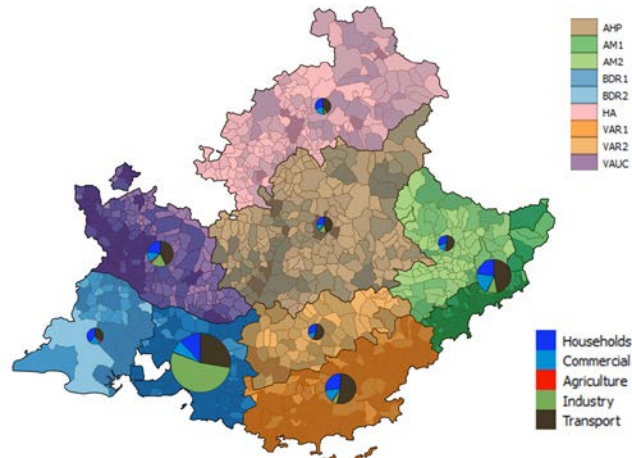 AHP
AM1
AM2
BDR1
BDR2
HA
VAR1
VAR2
VAUC
Households
Commercial
Agriculture
Industry
Transport